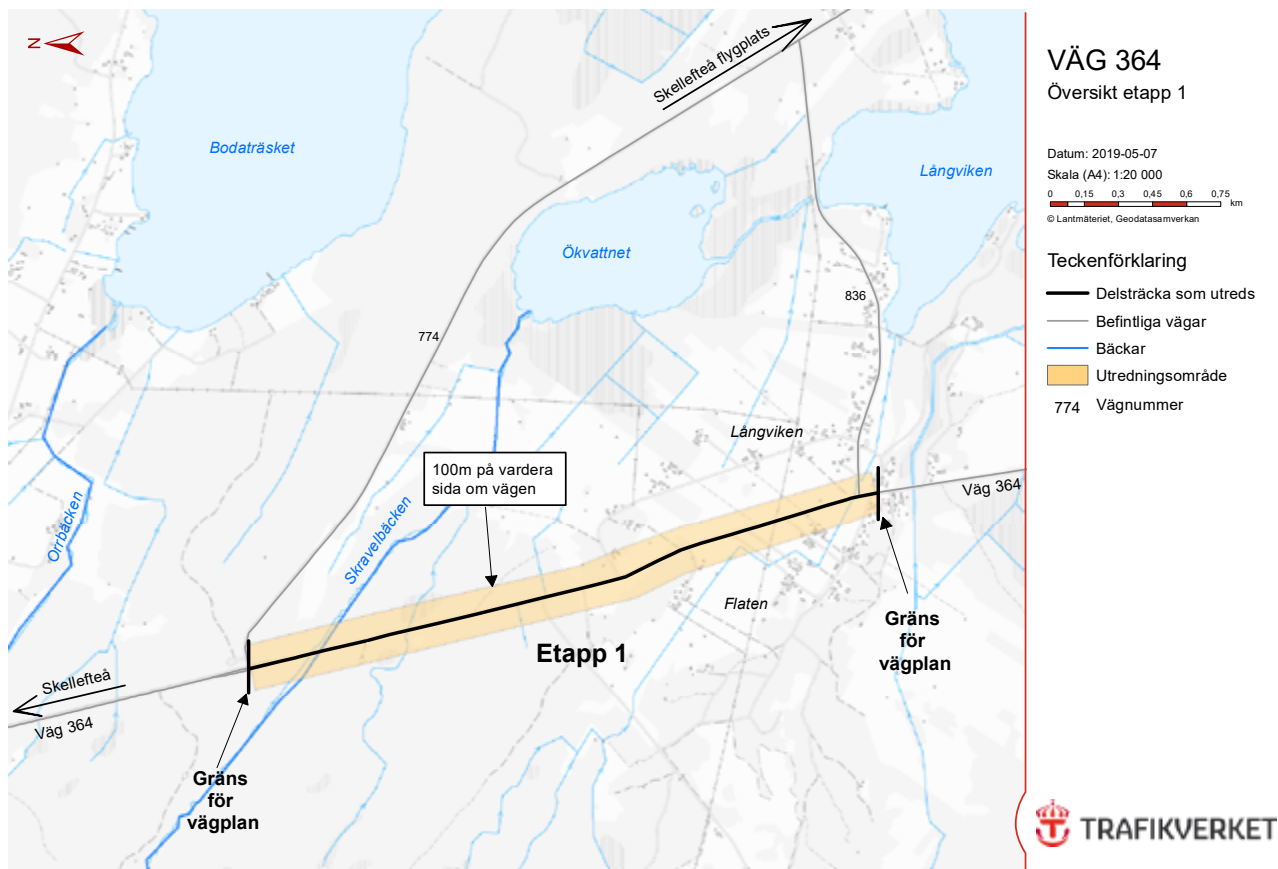 N
Bodaträsket
Skellefteå flygplats
Långviken
Ökvattnet
774
836
Långviken
100m på vardera
sida om vägen
Orrbäcken
Skravelbäcken
Väg 364
Flaten
Etapp 1
Gräns
för
vägplan
Skellefteå
Väg 364
Gräns
för
vägplan
VÄG 364
Översikt etapp 1
Datum: 2019-05-07
Skala (A4): 1:20 000
0 0,15 0,3 0,45 0,6 0,75
km
© Lantmäteriet, Geodatasamverkan
Teckenförklaring
Delsträcka som utreds
Befintliga vägar
Bäckar
Utredningsområde
774 Vägnummer
TRAFIKVERKET